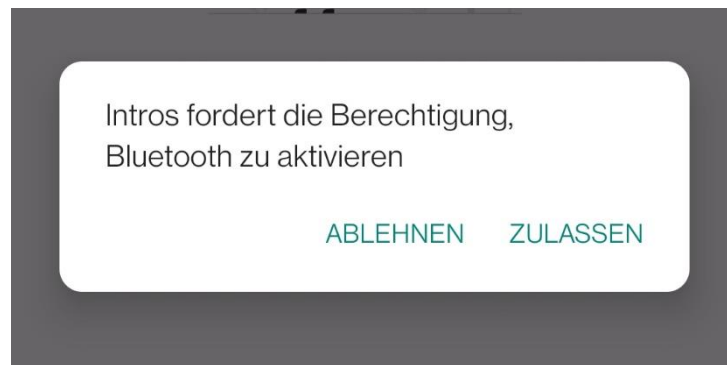 Intros fordert die Berechtigung,
Bluetooth zu aktivieren
ABLEHNEN ZULASSEN